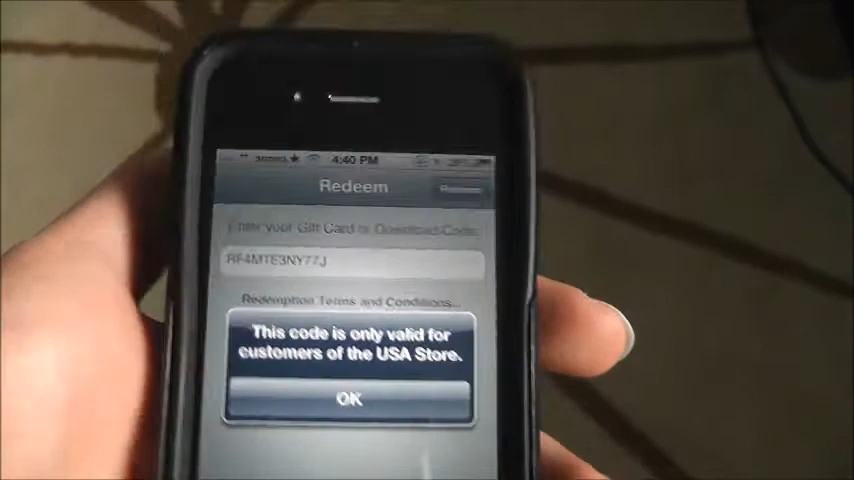 4:40 PM
Redeem
Redeem
Enter your Gift Card or Download Code:
RF4MTE3NY77J
Redemption Terms and Conditions...
This code is only valid for
customers of the USA Store.
OK